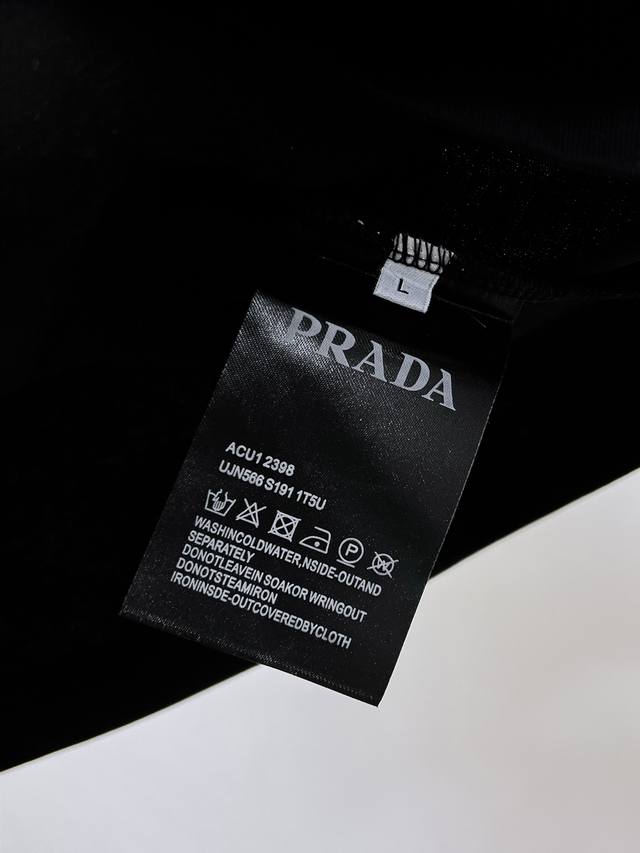 L
PRADA
ACU1 2398
UJN566 S191 1T5U
P
WASHINCOLDWATER,NSIDE-OUTAND
SEPARATELY
DONOTLEAVEIN SOAKOR WRINGOUT
DONOTSTEAMIRON
IRONINSDE-OUTCOVEREDBYCLOTH